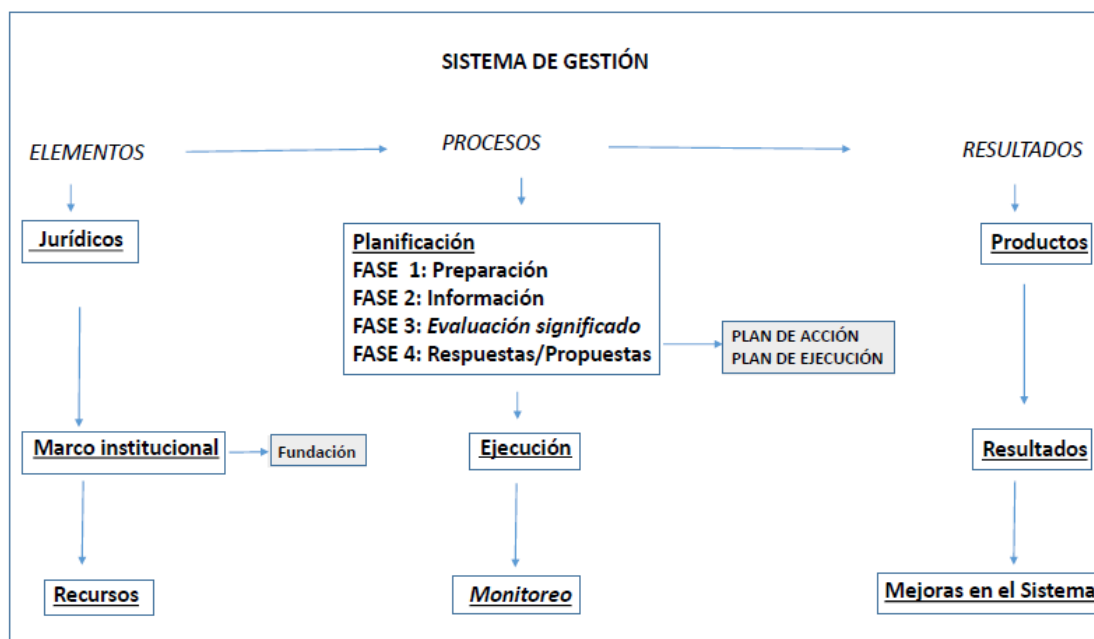 SISTEMA DE GESTIÓN
ELEMENTOS
PROCESOS
RESULTADOS
Jurídicos
Planificación
FASE 1: Preparación
FASE 2: Información
FASE 3: Evaluación significado
FASE 4: Respuestas/Propuestas
Productos
PLAN DE ACCIÓN
PLAN DE EJECUCIÓN
Marco institucional
Fundación
Ejecución
Resultados
Recursos
Monitoreo
Mejoras en el Sistema